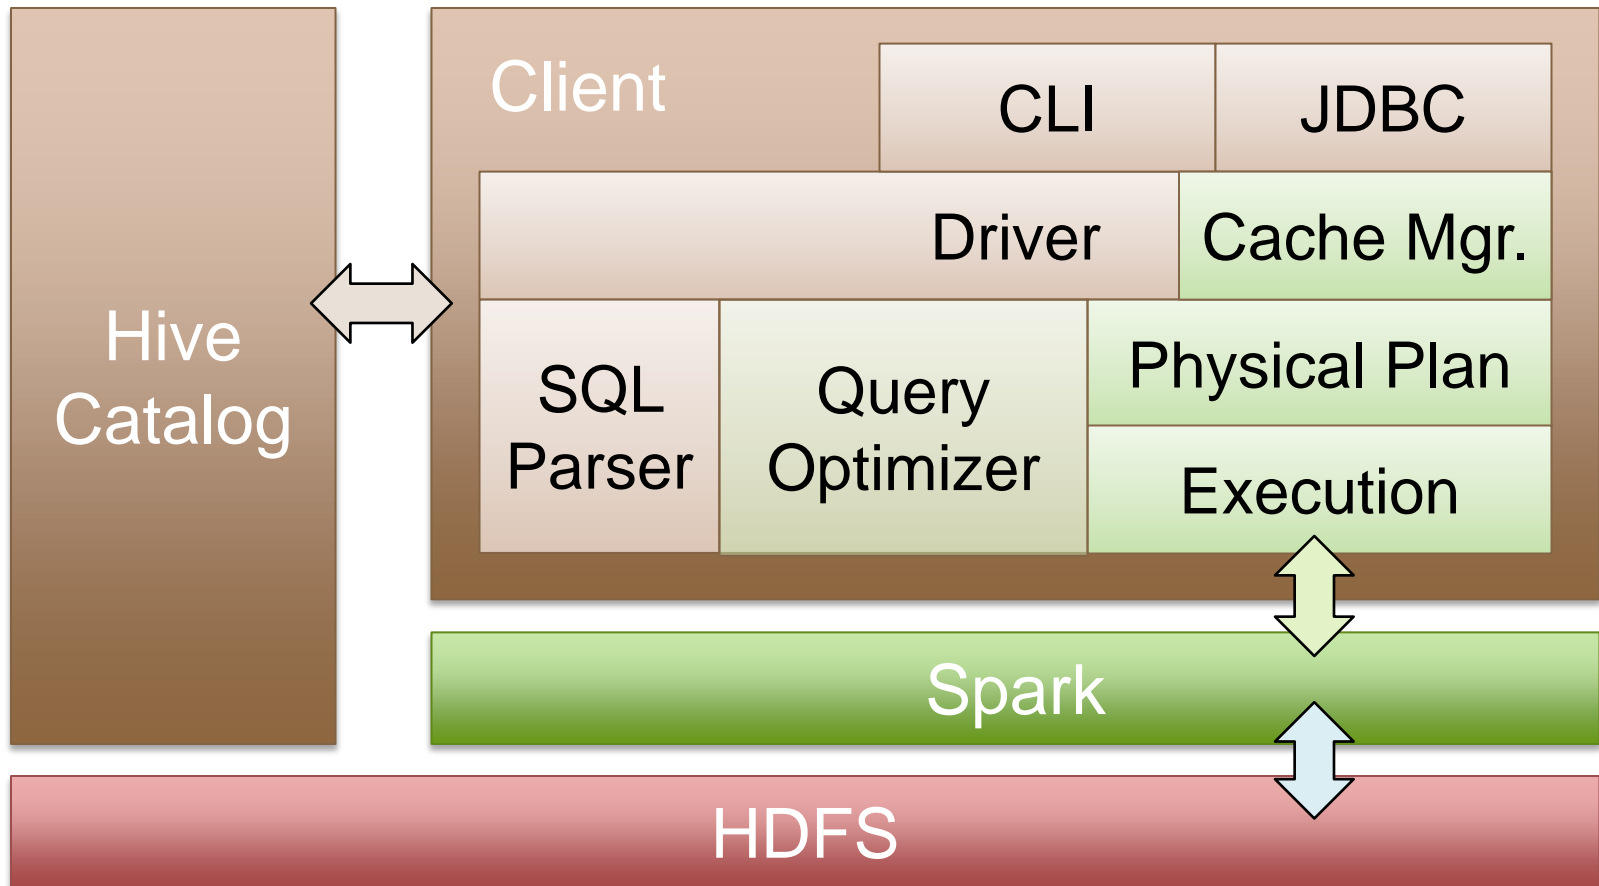 Client
CLI
JDBC
Driver
Cache Mgr.
Hive
Catalog
SQL
Parser
Query
Optimizer
Physical Plan
Execution
Spark
HDFS